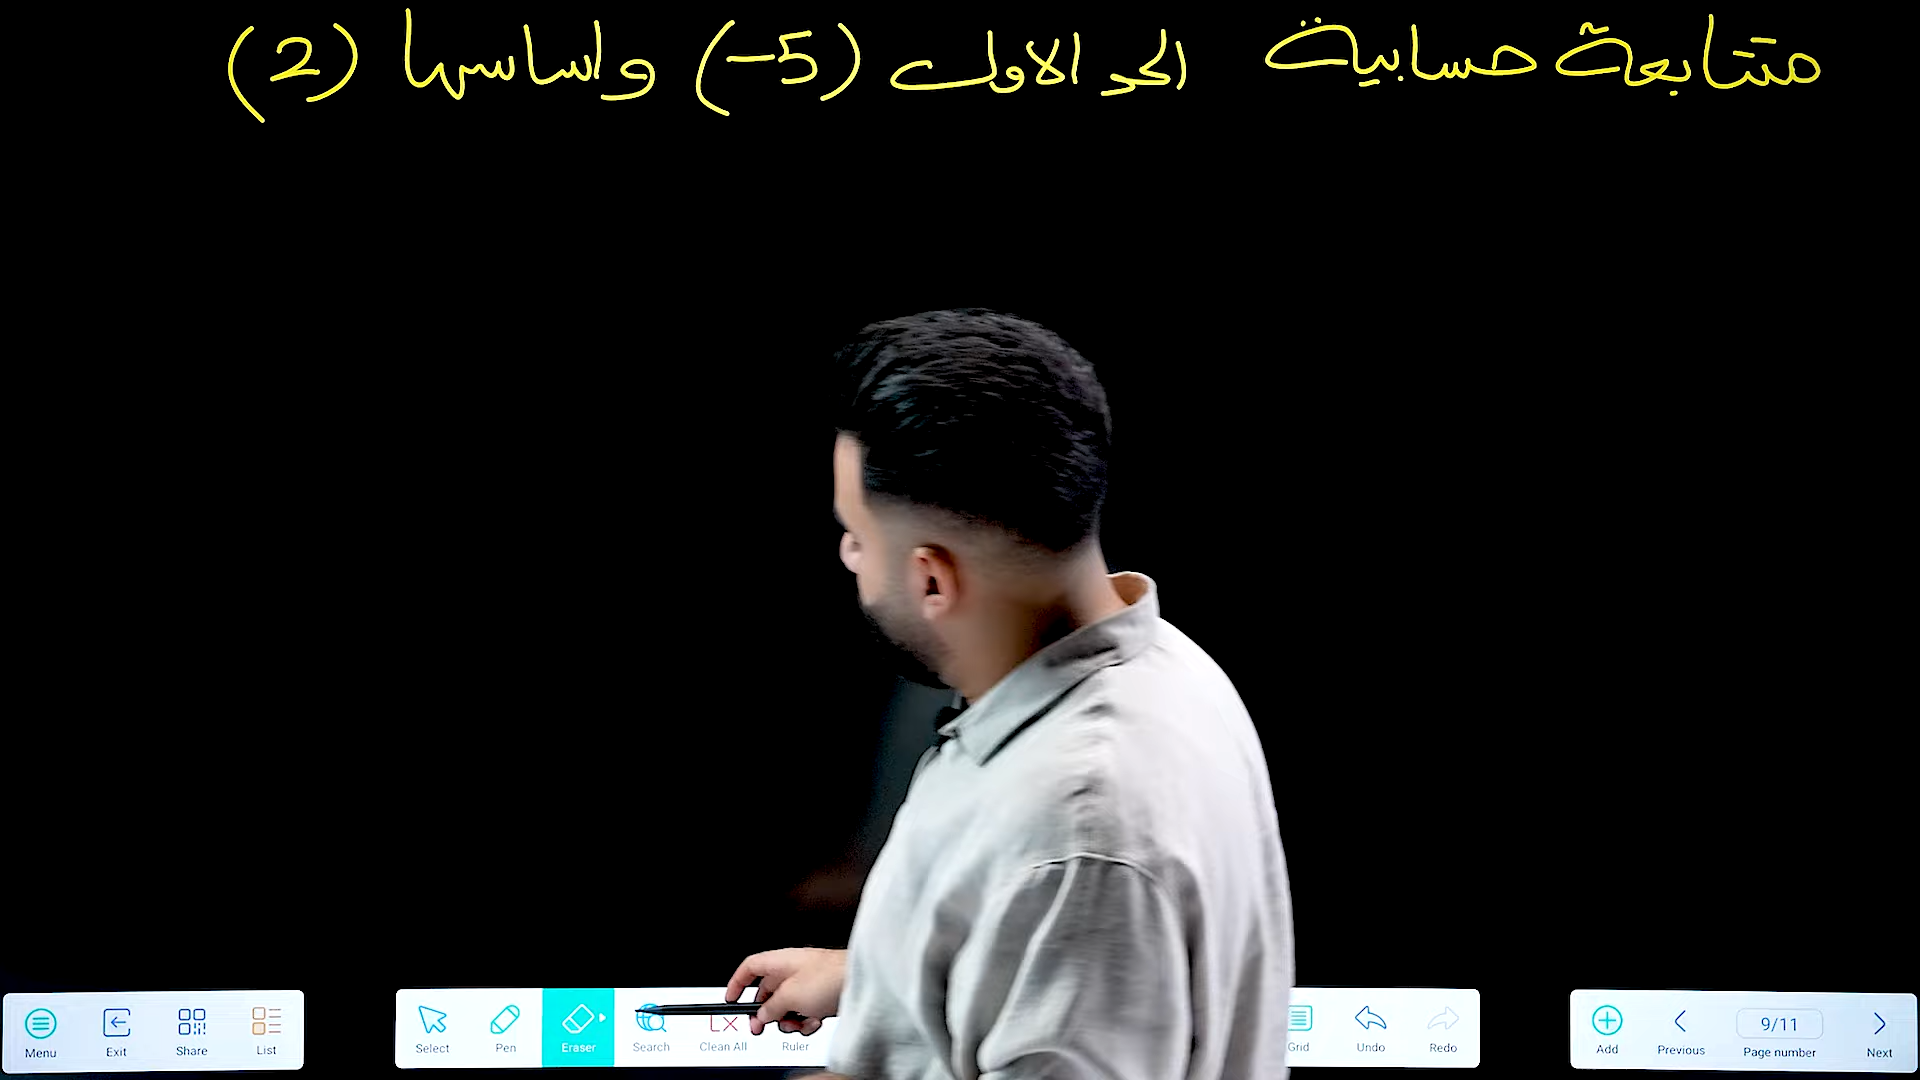 متتابعة حسابية الحد الاول (-5) واساسها (2)
Menu Exit Share List Select Pen Eraser Search Clean All Ruler Grid Undo Redo Add Previous 9/11 Page number Next